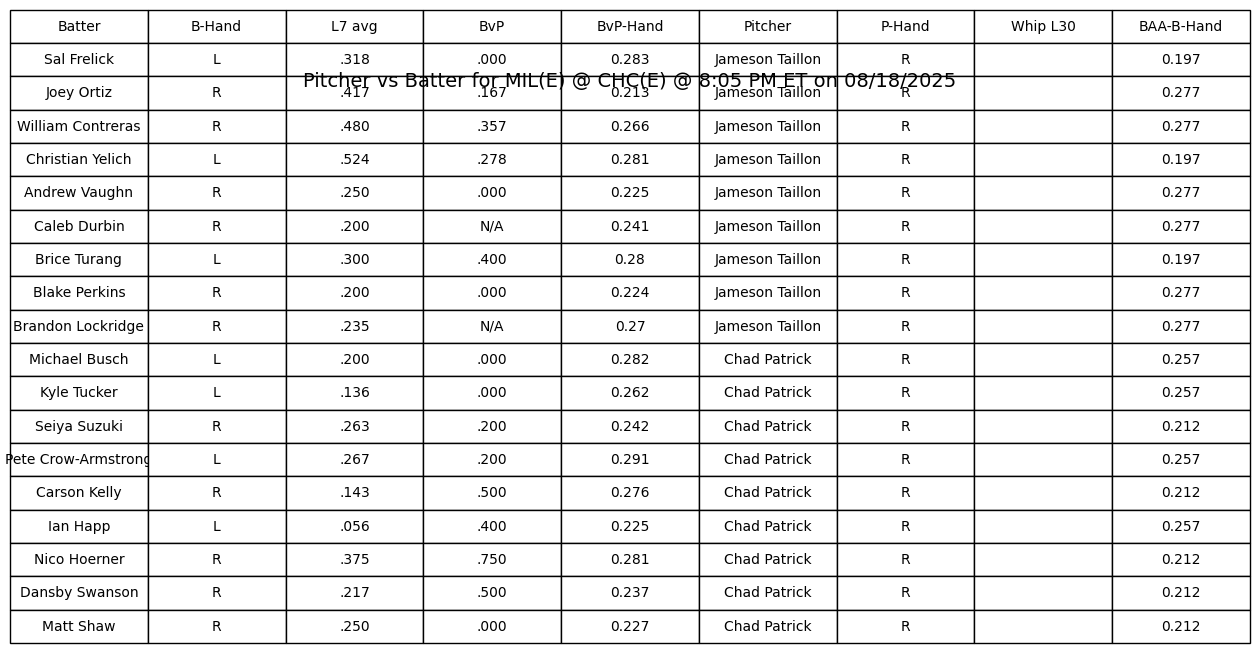 Batter B-Hand L7 avg BvP BvP-Hand Pitcher P-Hand Whip L30 BAA-B-Hand
Sal Frelick L .318 .000 0.283 Jameson Taillon R 0.197
Pitcher vs Batter for MIL(E) @ CHC(E) @ 8:05 PM ET on 08/18/2025
Joey Ortiz R .417 .167 0.213 Jameson Taillon R 0.277
William Contreras R .480 .357 0.266 Jameson Taillon R 0.277
Christian Yelich L .524 .278 0.281 Jameson Taillon R 0.197
Andrew Vaughn R .250 .000 0.225 Jameson Taillon R 0.277
Caleb Durbin R .200 N/A 0.241 Jameson Taillon R 0.277
Brice Turang L .300 .400 0.28 Jameson Taillon R 0.197
Blake Perkins R .200 .000 0.224 Jameson Taillon R 0.277
Brandon Lockridge R .235 N/A 0.27 Jameson Taillon R 0.277
Michael Busch L .200 .000 0.282 Chad Patrick R 0.257
Kyle Tucker L .136 .000 0.262 Chad Patrick R 0.257
Seiya Suzuki R .263 .200 0.242 Chad Patrick R 0.212
Pete Crow-Armstrong L .267 .200 0.291 Chad Patrick R 0.257
Carson Kelly R .143 .500 0.276 Chad Patrick R 0.212
Ian Happ L .056 .400 0.225 Chad Patrick R 0.257
Nico Hoerner R .375 .750 0.281 Chad Patrick R 0.212
Dansby Swanson R .217 .500 0.237 Chad Patrick R 0.212
Matt Shaw R .250 .000 0.227 Chad Patrick R 0.212